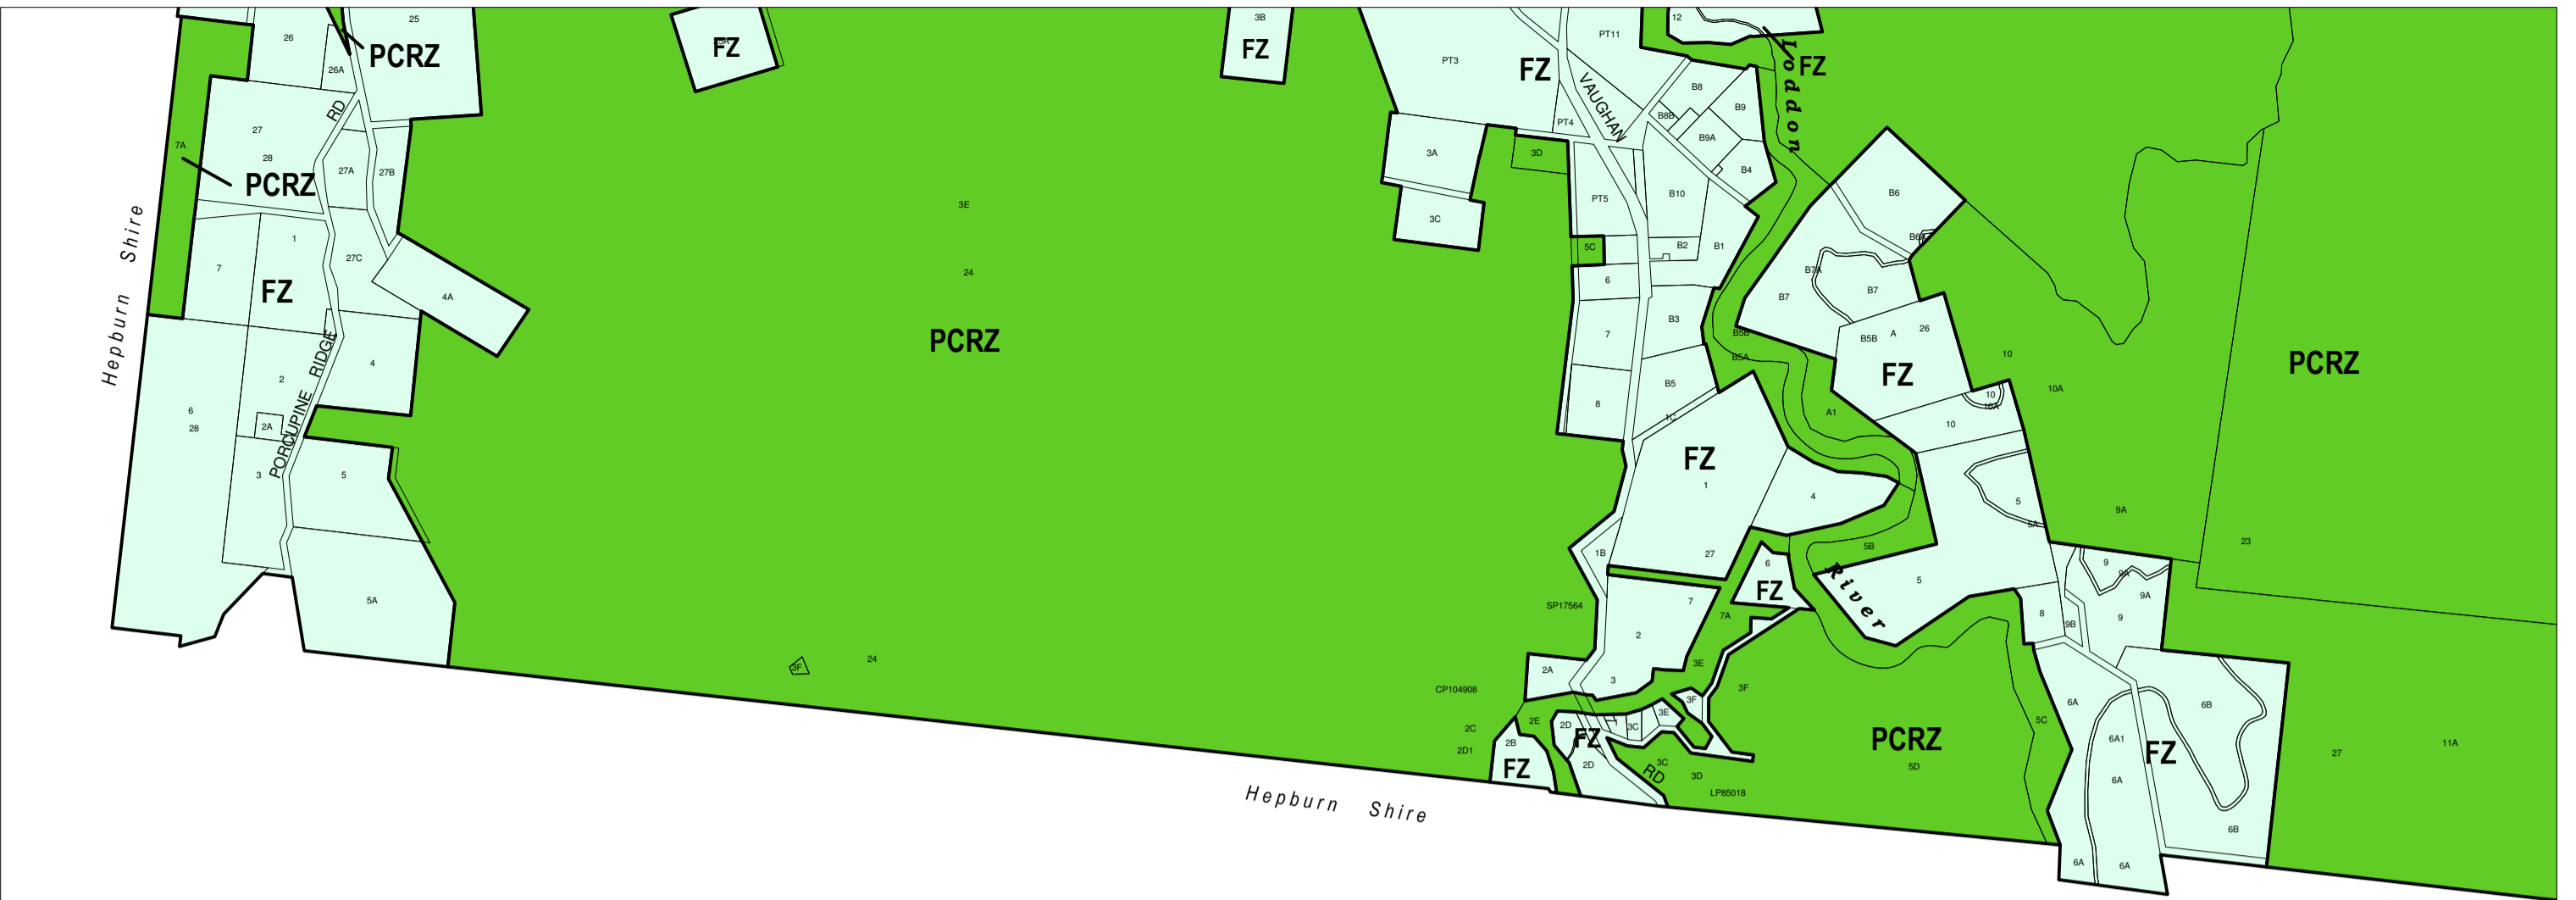 25
26
PCRZ
26A
RD
27
28
7A
PCRZ
27A
27B
1
7
27C
FZ
4A
4
2
6
28
2A
3
5
5A
PORCUPINE RIDGE
Hepburn Shire
FZ
3B
FZ
3E
24
PCRZ
3F
24
Hepburn Shire
12
PT11
PT3
FZ
FZ
VAUGHAN
Loddon
PT4
B8
B8B
B9
B9A
B4
3A
3D
3C
PT5
B10
B6
B6A
5C
B2
B1
B7A
B7
B7
6
B3
7
B5B
B5A
B5B
A
26
FZ
B5
8
1C
A1
10
10A
10
10
10A
PCRZ
FZ
1
4
5
5A
9A
23
27
1B
5B
6
FZ
River
5
9
9A
9A
9
SP17564
7
7A
2
8
9B
2A
3
3E
3F
3F
CP104908
2C
2D1
2E
2B
FZ
2D
FZ
2D
3C
3E
3C
3D
RD
LP85018
PCRZ
5D
5C
6A
6A1
6A
FZ
6B
6B
6A
6A
27
11A